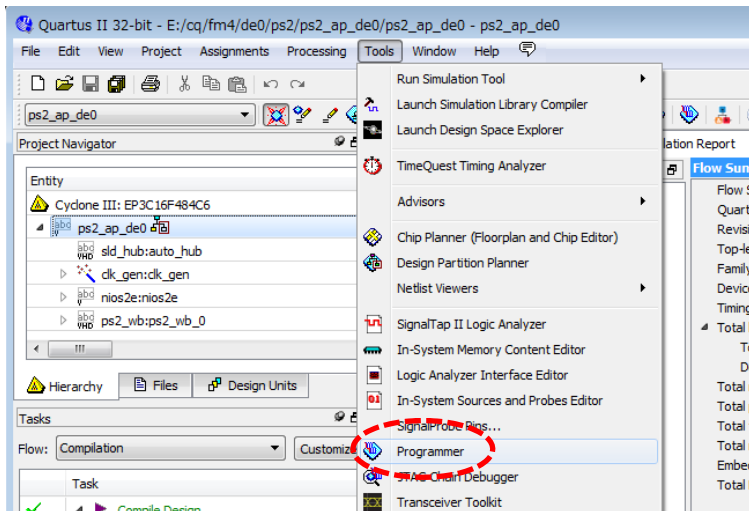 Quartus II 32-bit - E:/cq/fm4/de0/ps2/ps2_ap_de0/ps2_ap_de0 - ps2_ap_de0
File Edit View Project Assignments Processing Tools Window Help
ps2_ap_de0
Project Navigator
Entity
Cyclone III: EP3C16F484C6
ps2_ap_de0
sld_hub:auto_hub
clk_gen:clk_gen
nios2e:nios2e
ps2_wb:ps2_wb_0
Hierarchy Files Design Units
Tasks
Flow: Compilation Customize
Task
Compile Design
Run Simulation Tool
Launch Simulation Library Compiler
Launch Design Space Explorer
TimeQuest Timing Analyzer
Advisors
Chip Planner (Floorplan and Chip Editor)
Design Partition Planner
Netlist Viewers
SignalTap II Logic Analyzer
In-System Memory Content Editor
Logic Analyzer Interface Editor
In-System Sources and Probes Editor
SignalProbe Pins...
Programmer
JTAG Chain Debugger
Transceiver Toolkit
lation Report
Flow Sum
Flow S
Quart
Revisi
Top-le
Family
Device
Timing
Total
To
D
Total
Total
Total
Total
Embed
Total